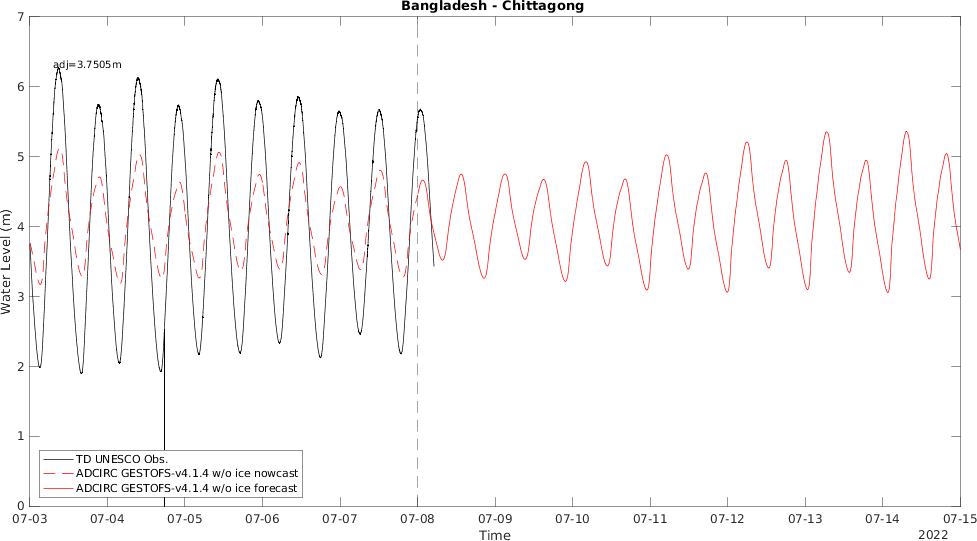 Bangladesh - Chittagong
7
adj=3.7505m
6
5
4
Water Level (m)
3
2
1
TD UNESCO Obs.
ADCIRC GESTOFS-v4.1.4 w/o ice nowcast
ADCIRC GESTOFS-v4.1.4 w/o ice forecast
0
07-03 07-04 07-05 07-06 07-07 07-08 07-09 07-10 07-11 07-12 07-13 07-14 07-15
Time
2022